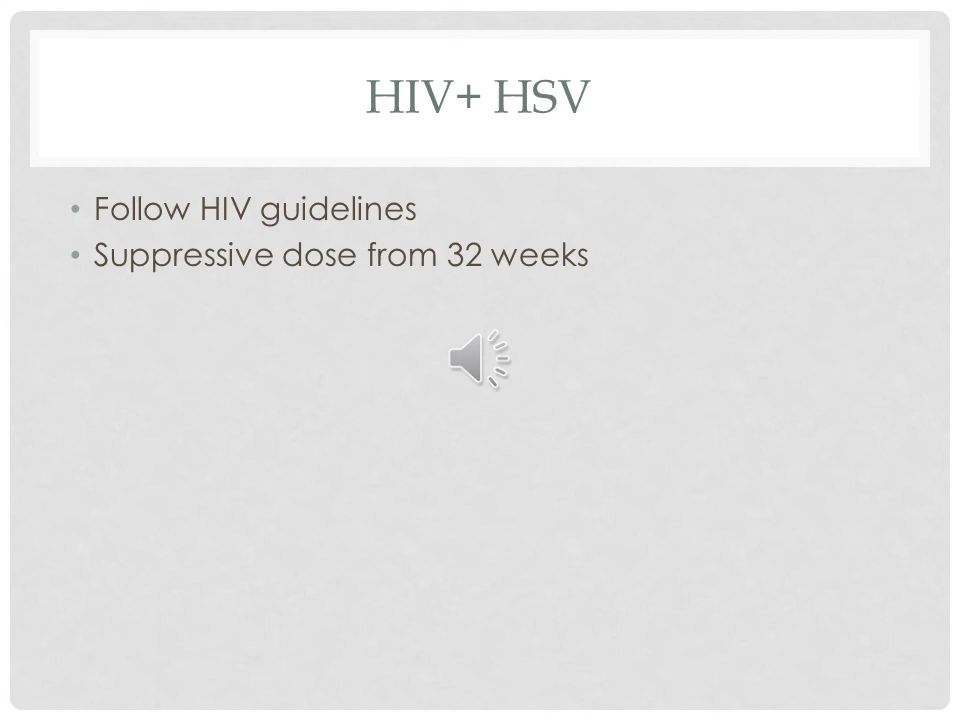 HIV+ HSV
• Follow HIV guidelines
• Suppressive dose from 32 weeks